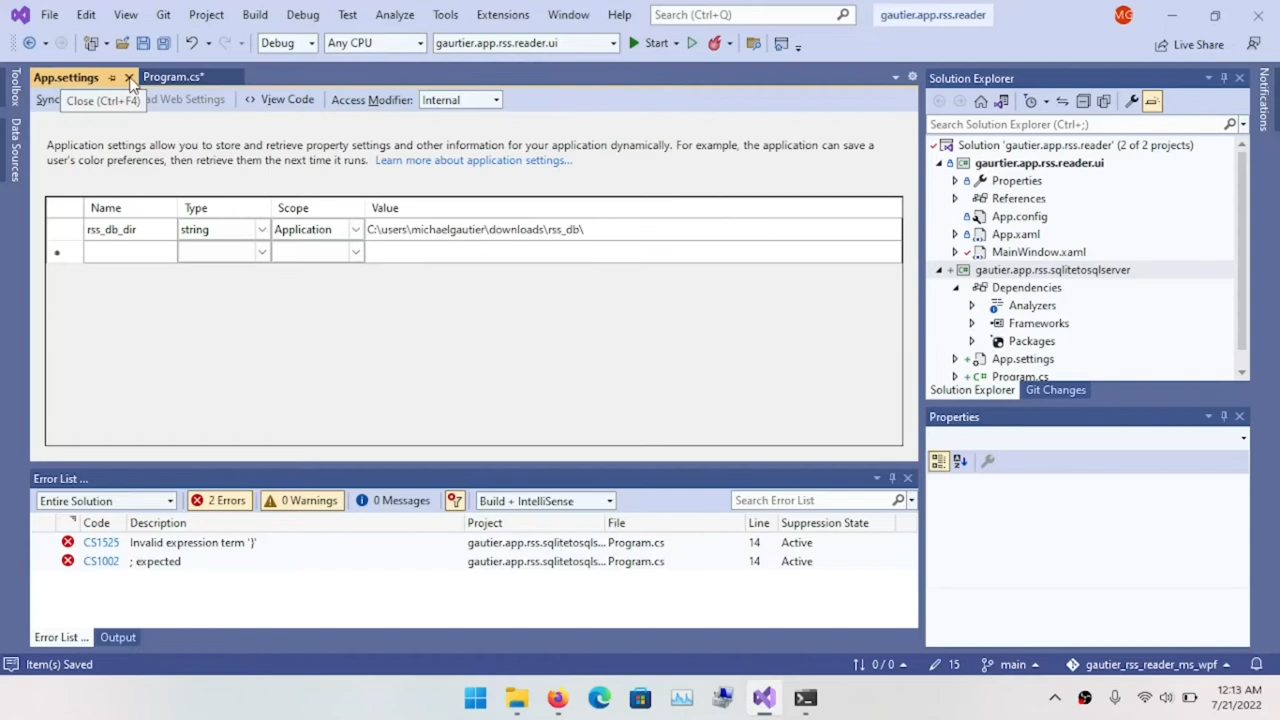 File Edit View Git Project Build Debug Test Analyze Tools Extensions Window Help Search (Ctrl+Q) gautier.app.rss.reader MG
Debug Any CPU gaurtier.app.rss.reader.ui Start Live Share
App.settings Program.cs*
Sync ad Web Settings View Code Access Modifier: Internal
Close (Ctrl+F4)
Application settings allow you to store and retrieve property settings and other information for your application dynamically. For example, the application can save a
user's color preferences, then retrieve them the next time it runs. Learn more about application settings...
Name Type Scope Value
rss_db_dir string Application C:\users\michaelgautier\downloads\rss_db\
Toolbox
Data Sources
Error List ...
Entire Solution 2 Errors 0 Warnings 0 Messages Build + IntelliSense Search Error List
Code Description Project File Line Suppression State
CS1525 Invalid expression term '}' gautier.app.rss.sqlitetosqls... Program.cs 14 Active
CS1002 ; expected gautier.app.rss.sqlitetosqls... Program.cs 14 Active
Error List ... Output
Solution Explorer
Search Solution Explorer (Ctrl+;)
Solution 'gautier.app.rss.reader' (2 of 2 projects)
gaurtier.app.rss.reader.ui
Properties
References
App.config
App.xaml
MainWindow.xaml
gautier.app.rss.sqlitetosqlserver
Dependencies
Analyzers
Frameworks
Packages
App.settings
Program.cs
Solution Explorer Git Changes
Properties
Notifications
Item(s) Saved 0 / 0 15 main gautier_rss_reader_ms_wpf
12:13 AM
7/21/2022